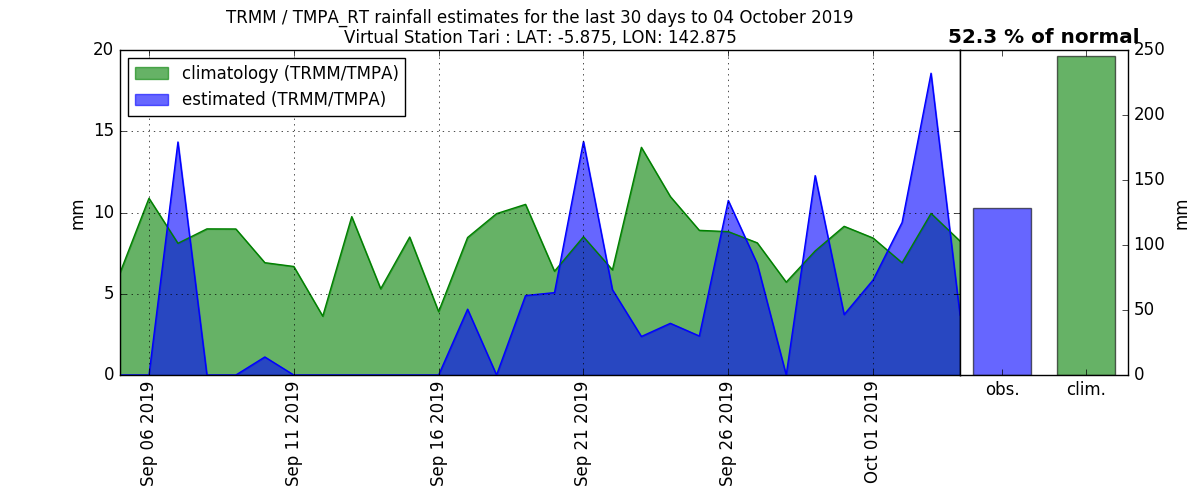 TRMM / TMPA_RT rainfall estimates for the last 30 days to 04 October 2019
Virtual Station Tari : LAT: -5.875, LON: 142.875
52.3 % of normal
climatology (TRMM/TMPA)
estimated (TRMM/TMPA)
mm
20
15
10
5
0
Sep 06 2019
Sep 11 2019
Sep 16 2019
Sep 21 2019
Sep 26 2019
Oct 01 2019
obs.
clim.
250
200
150
100
50
0
mm